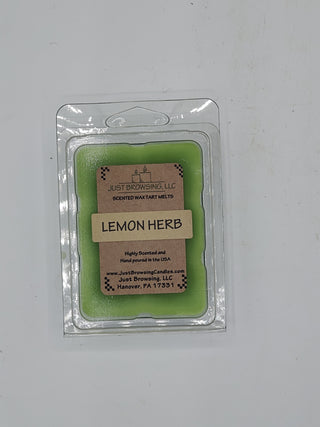 JUST BROWSING, LLC
SCENTED WAX TART MELTS
LEMON HERB
Highly Scented and
Hand poured in the USA
www.JustBrowsingCandles.com
Just Browsing, LLC
Hanover, PA 17331